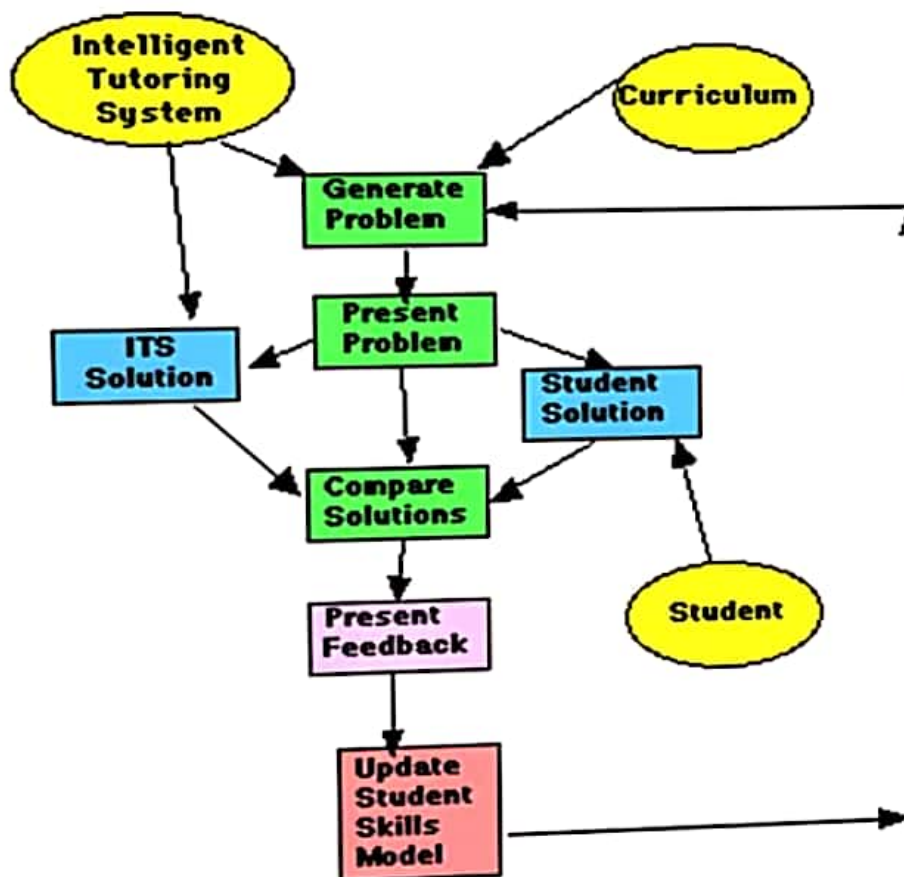 Intelligent
Tutoring
System
Curriculum
Generate
Problem
Present
Problem
ITS
Solution
Student
Solution
Compare
Solutions
Student
Present
Feedback
Update
Student
Skills
Model